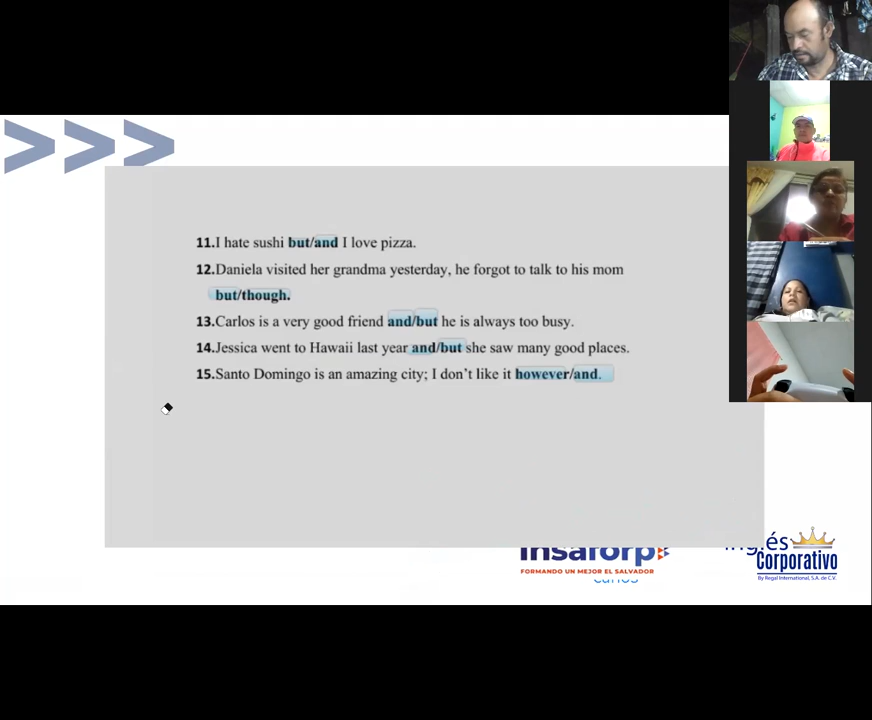 11.I hate sushi but/and I love pizza.
12.Daniela visited her grandma yesterday, he forgot to talk to his mom
but/though.
13.Carlos is a very good friend and/but he is always too busy.
14.Jessica went to Hawaii last year and/but she saw many good places.
15.Santo Domingo is an amazing city; I don't like it however/and.
insaforp
FORMANDO UN MEJOR EL SALVADOR
Inglés
Corporativo
By Regal International, S.A. de C.V.
carlos